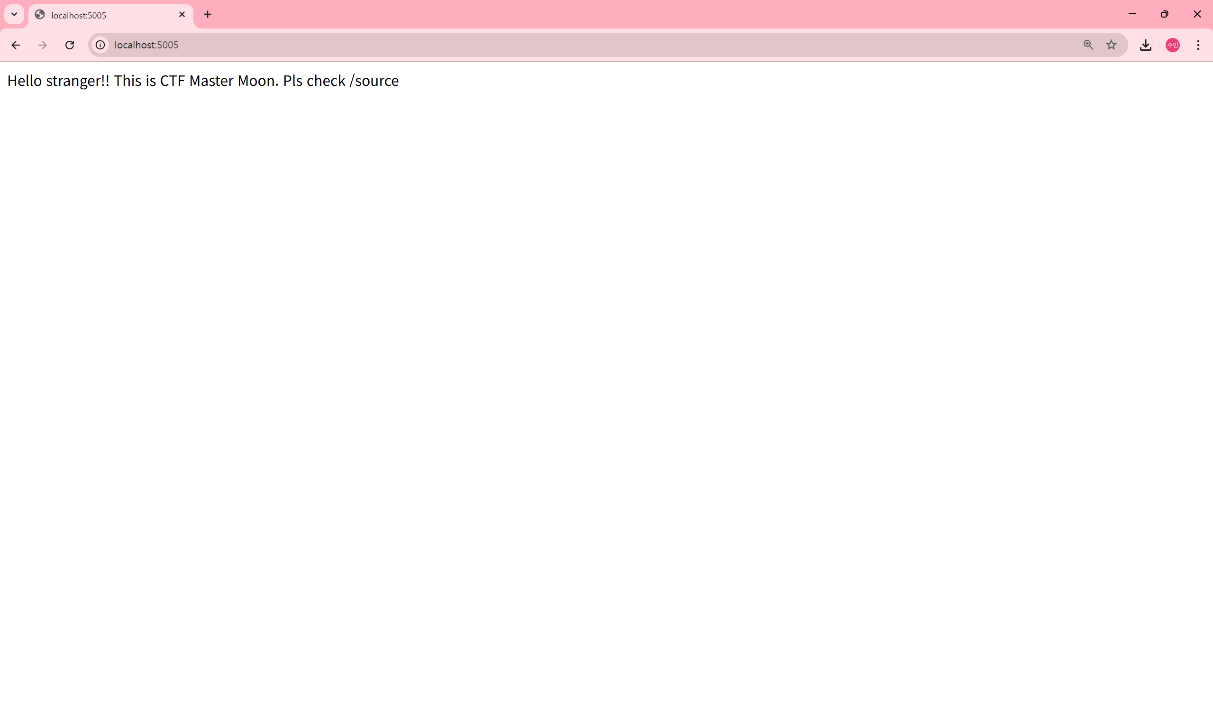 localhost:5005
localhost:5005
Hello stranger!! This is CTF Master Moon. Pls check /source